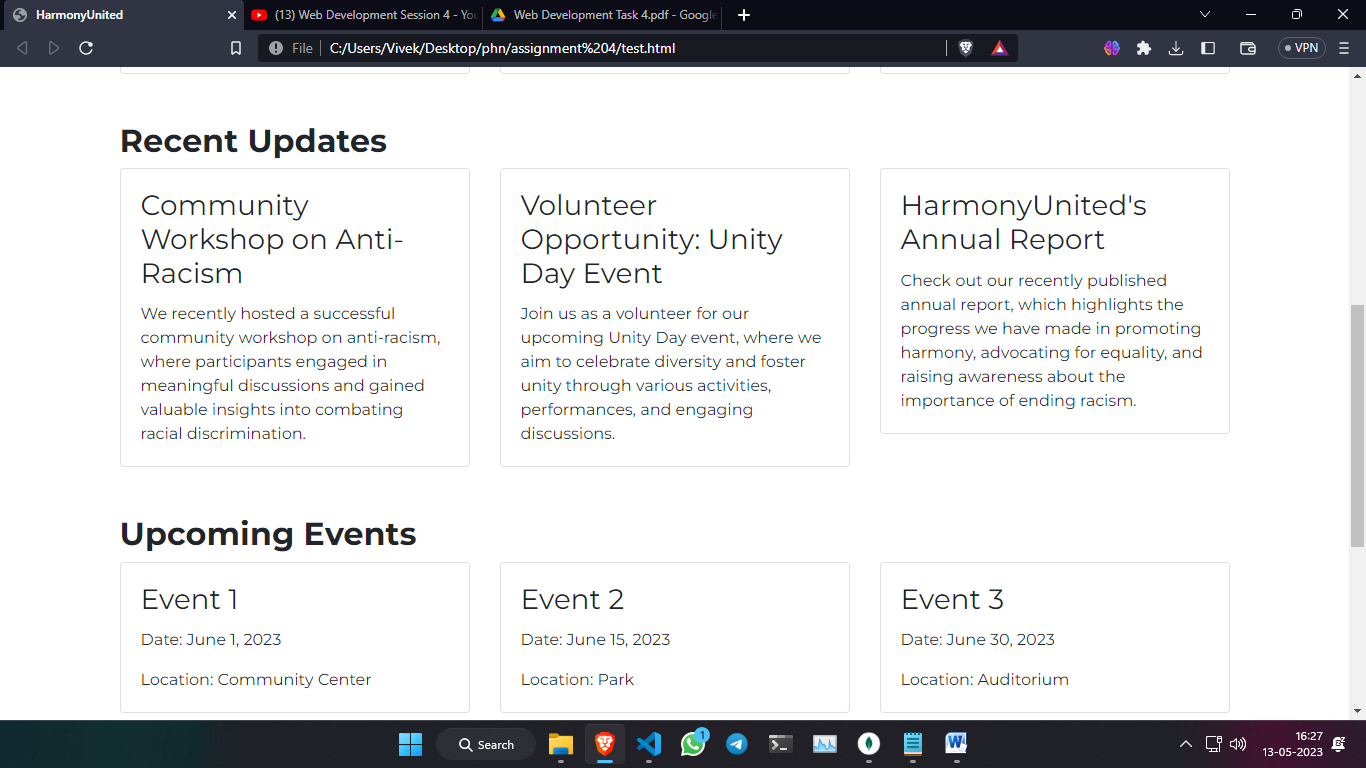 HarmonyUnited
(13) Web Development Session 4 - You
Web Development Task 4.pdf - Google
File
C:/Users/Vivek/Desktop/phn/assignment%204/test.html
VPN
Recent Updates
Community
Workshop on Anti-
Racism
We recently hosted a successful
community workshop on anti-racism,
where participants engaged in
meaningful discussions and gained
valuable insights into combating
racial discrimination.
Volunteer
Opportunity: Unity
Day Event
Join us as a volunteer for our
upcoming Unity Day event, where we
aim to celebrate diversity and foster
unity through various activities,
performances, and engaging
discussions.
HarmonyUnited's
Annual Report
Check out our recently published
annual report, which highlights the
progress we have made in promoting
harmony, advocating for equality, and
raising awareness about the
importance of ending racism.
Upcoming Events
Event 1
Date: June 1, 2023
Location: Community Center
Event 2
Date: June 15, 2023
Location: Park
Event 3
Date: June 30, 2023
Location: Auditorium
Search
1
16:27
13-05-2023